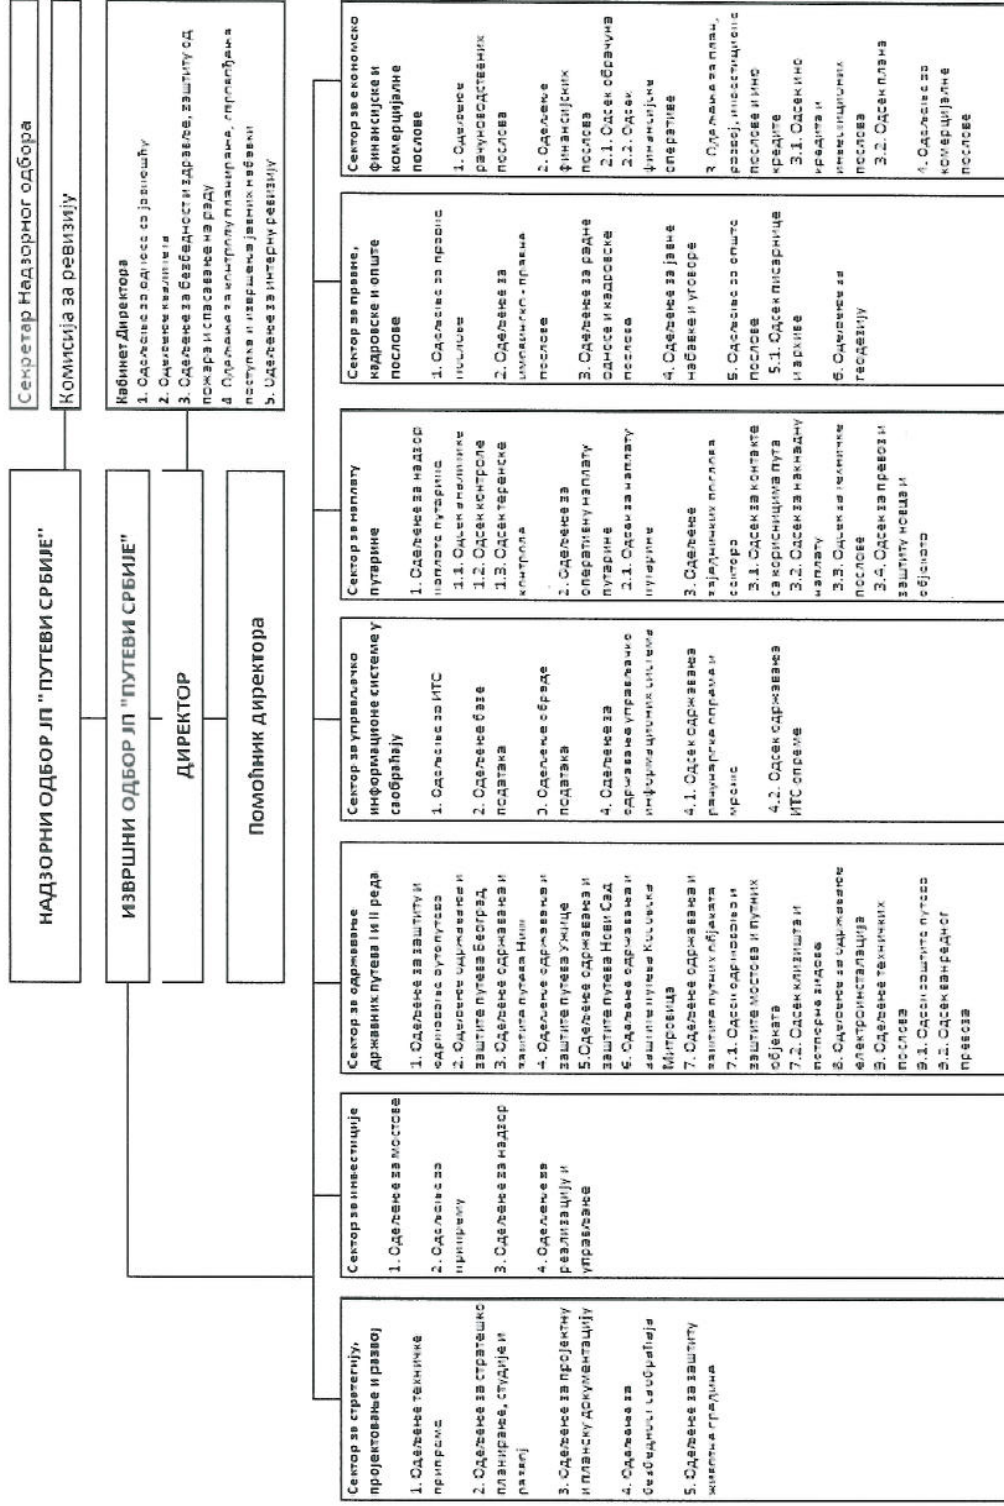 Секретар Надзорног одбора
НАДЗОРНИ ОДБОР ЈП "ПУТЕВИ СРБИЈЕ"
Комисија за ревизију
ИЗВРШНИ ОДБОР ЈП "ПУТЕВИ СРБИЈЕ"
ДИРЕКТОР
Кабинет Директора
1. Одељење за односе са јавношћу
2. Одељење квалитета
3. Одељење за безбедност и здравље, заштиту од
пожара и спасавање на раду
4. Одељење за контролу планирања, спровођења
поступка и извршења јавних набавки
5. Одељење за интерну ревизију
Помоћник директора
Сектор за стратегију,
пројектовање и развој
1. Одељење техничке
припреме
2. Одељење за стратешко
планирање, студије и
развој
3. Одељење за пројектну
и планску документацију
4. Одељење за
безбедност саобраћаја
5. Одељење за заштиту
животне средине
Сектор за инвестиције
1. Одељење за мостове
2. Одељење за
припрему
3. Одељење за надзор
4. Одељење за
реализацију и
управљање
Сектор за одржавање
државних путева I и II реда
1. Одељење за заштиту и
одржавање аутопутева
2. Одељење одржавања и
заштите путева Београд
3. Одељење одржавања и
заштите путева Ниш
4. Одељење одржавања и
заштите путева Ужице
5.Одељење одржавања и
заштите путева Нови Сад
6. Одељење одржавања и
заштите путева Косовска
Митровица
7. Одељење одржавања и
заштите путних објеката
7.1. Одсек одржавања и
заштите мостова и путних
објеката
7.2. Одсек клизишта и
потпорне зидове
8. Одељење за одржавање
електроинсталација
9. Одељење техничких
послова
9.1. Одсек заштите путева
9.2. Одсек ванредног
превоза
Сектор за управљачко
информационе системе у
саобраћају
1. Одељење за ИТС
2. Одељење базе
података
3. Одељење обраде
података
4. Одељење за
одржавање управљачко
информационих система
4.1. Одсек одржавања
рачунарске опреме и
мреже
4.2. Одсек одржавања
ИТС опреме
Сектор за наплату
путарине
1. Одељење за надзор
наплате путарине
1.1. Одсек аналитике
1.2. Одсек контроле
1.3. Одсек теренске
контроле
2. Одељење за
оперативну наплату
путарине
2.1. Одсек за наплату
путарине
3. Одељење
заједничких послова
сектора
3.1. Одсек за контакте
са корисницима пута
3.2. Одсек за накнадну
наплату
3.3. Одсек за техничке
послове
3.4. Одсек за превоз и
заштиту новца и
објеката
Сектор за правне,
кадровске и опште
послове
1. Одељење за правне
послове
2. Одељење за
имовинско - правне
послове
3. Одељење за радне
односе и кадровске
послове
4. Одељење за јавне
набавке и уговоре
5. Одељење за опште
послове
5.1. Одсек писарнице
и архиве
6. Одељење за
геодезију
Сектор за економско
финансијске и
комерцијалне
послове
1. Одељење
рачуноводствених
послова
2. Одељење
финансијских
послова
2.1. Одсек обрачуна
2.2. Одсек
финансијске
оперативе
3. Одељење за план,
развој, инвестиционе
послове и ино
кредите
3.1. Одсек ино
кредита и
инвестиционих
послова
3.2. Одсек плана
4. Одељење за
комерцијалне
послове